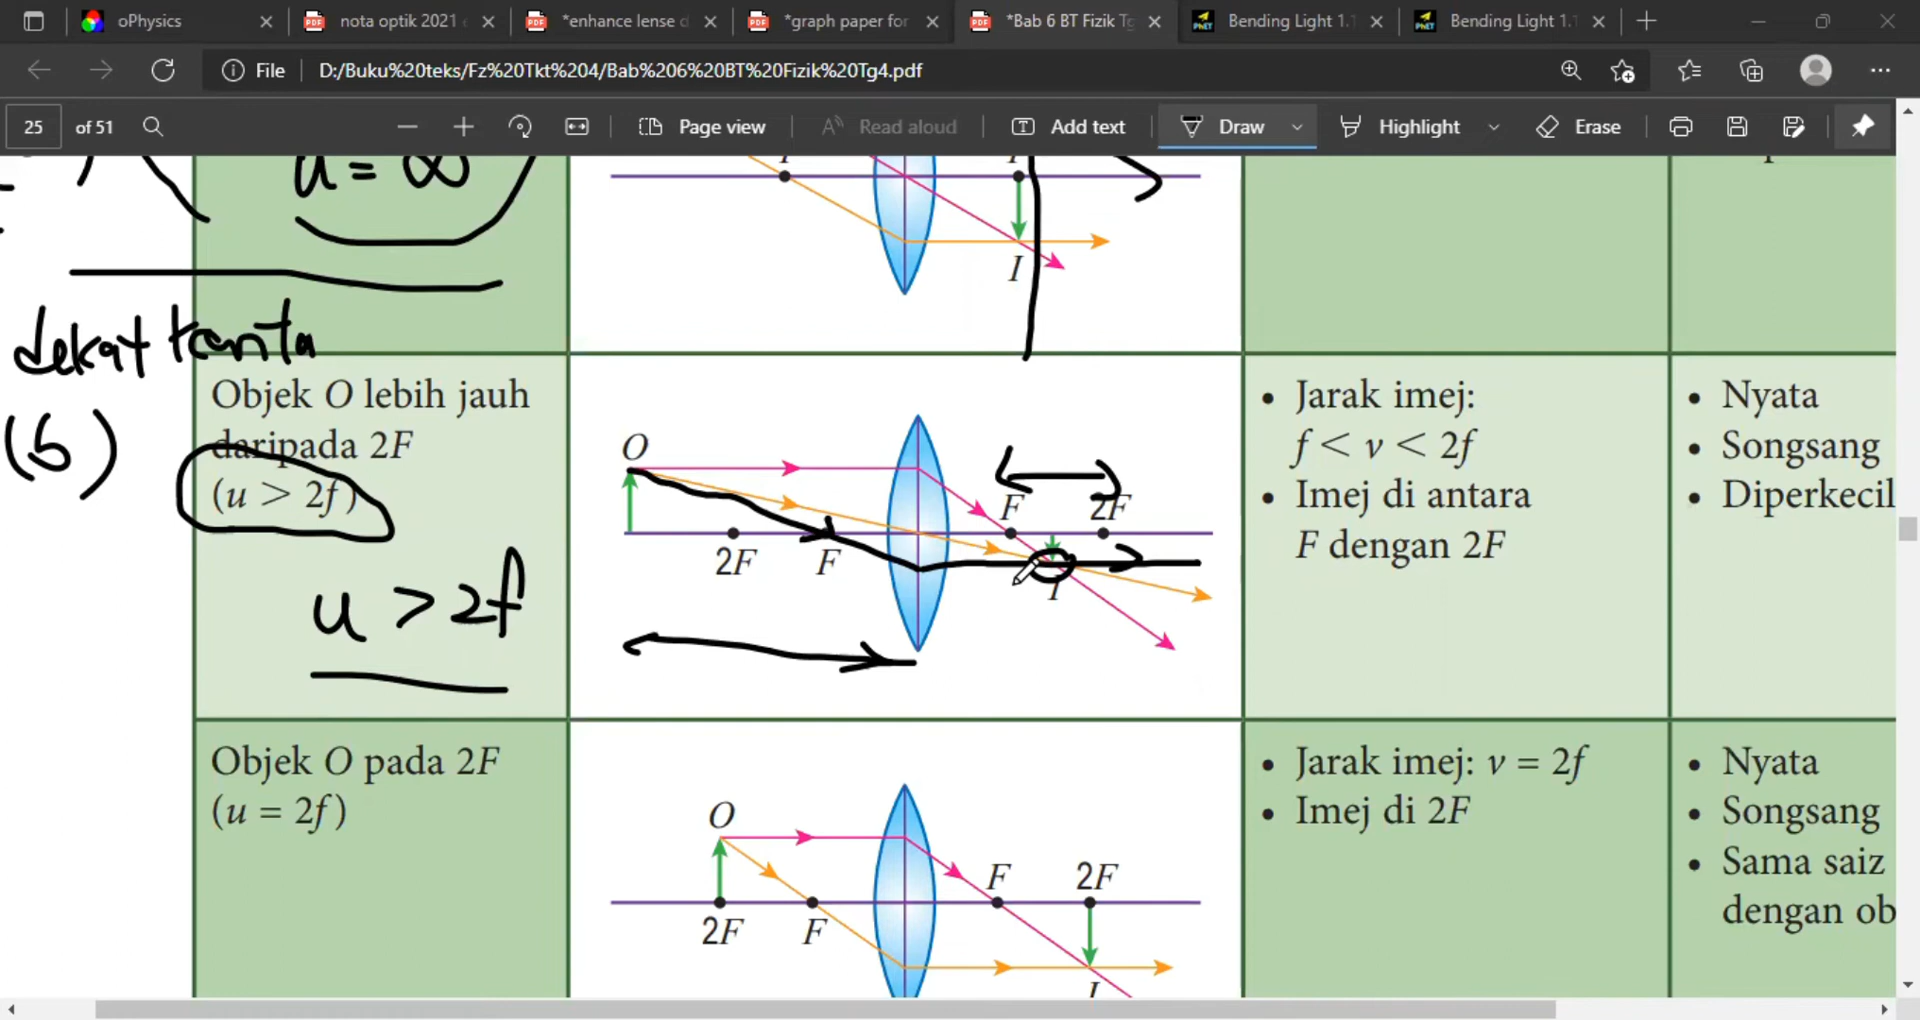 oPhysics
nota optik 2021
*enhance lense d
*graph paper for
*Bab 6 BT Fizik Tg
Bending Light 1.1
Bending Light 1.1
File
D:/Buku%20teks/Fz%20Tkt%204/Bab%206%20BT%20Fizik%20Tg4.pdf
25 of 51
Page view
Read aloud
Add text
Draw
Highlight
Erase
u = ∞
I
dekat kanta
(6)
Objek O lebih jauh
daripada 2F
(u > 2f)
u > 2f
O
2F
F
F
2F
I
• Jarak imej:
f < v < 2f
• Imej di antara
F dengan 2F
• Nyata
• Songsang
• Diperkecil
Objek O pada 2F
(u = 2f)
O
2F
F
F
2F
I
• Jarak imej: v = 2f
• Imej di 2F
• Nyata
• Songsang
• Sama saiz
dengan ob